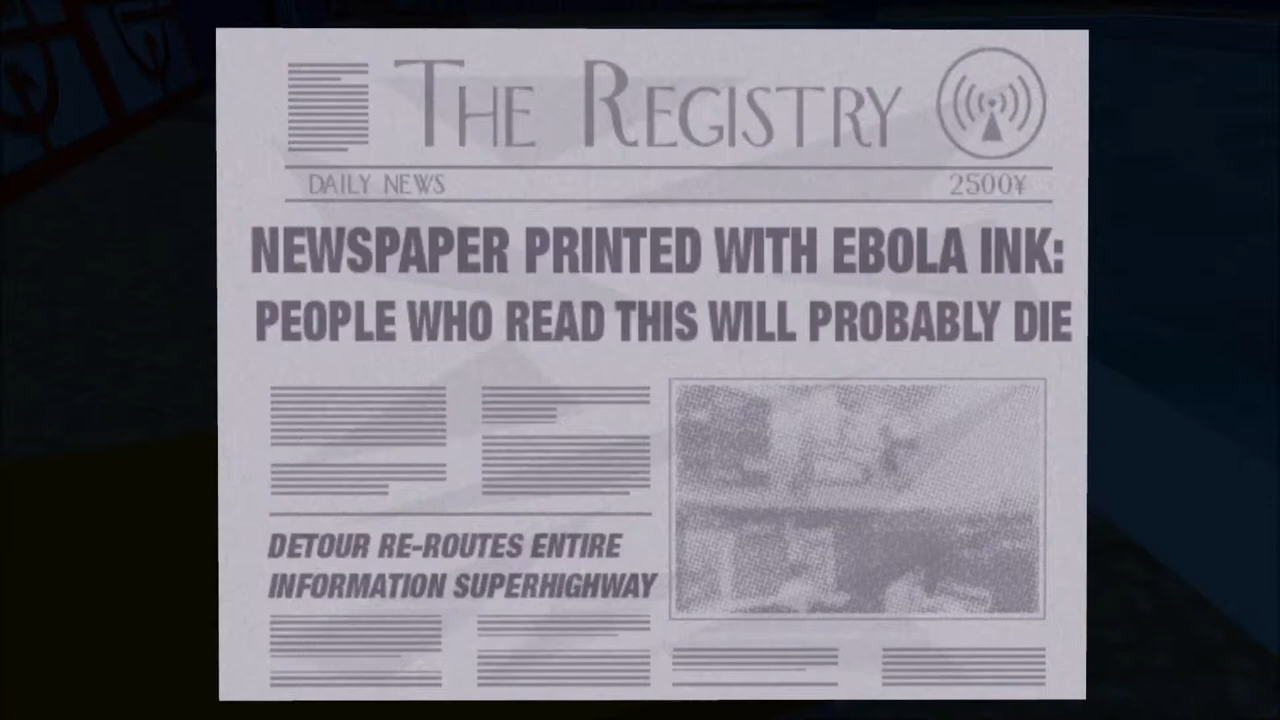 THE REGISTRY
DAILY NEWS 2500¥
NEWSPAPER PRINTED WITH EBOLA INK:
PEOPLE WHO READ THIS WILL PROBABLY DIE
DETOUR RE-ROUTES ENTIRE
INFORMATION SUPERHIGHWAY